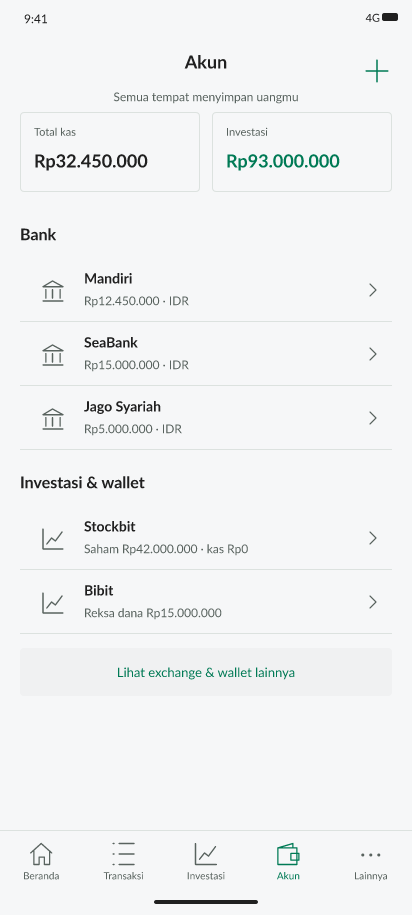 9:41
4G
Akun
Semua tempat menyimpan uangmu
Total kas
Rp32.450.000
Investasi
Rp93.000.000
Bank
Mandiri
Rp12.450.000 · IDR
SeaBank
Rp15.000.000 · IDR
Jago Syariah
Rp5.000.000 · IDR
Investasi & wallet
Stockbit
Saham Rp42.000.000 · kas Rp0
Bibit
Reksa dana Rp15.000.000
Lihat exchange & wallet lainnya
Beranda
Transaksi
Investasi
Akun
Lainnya